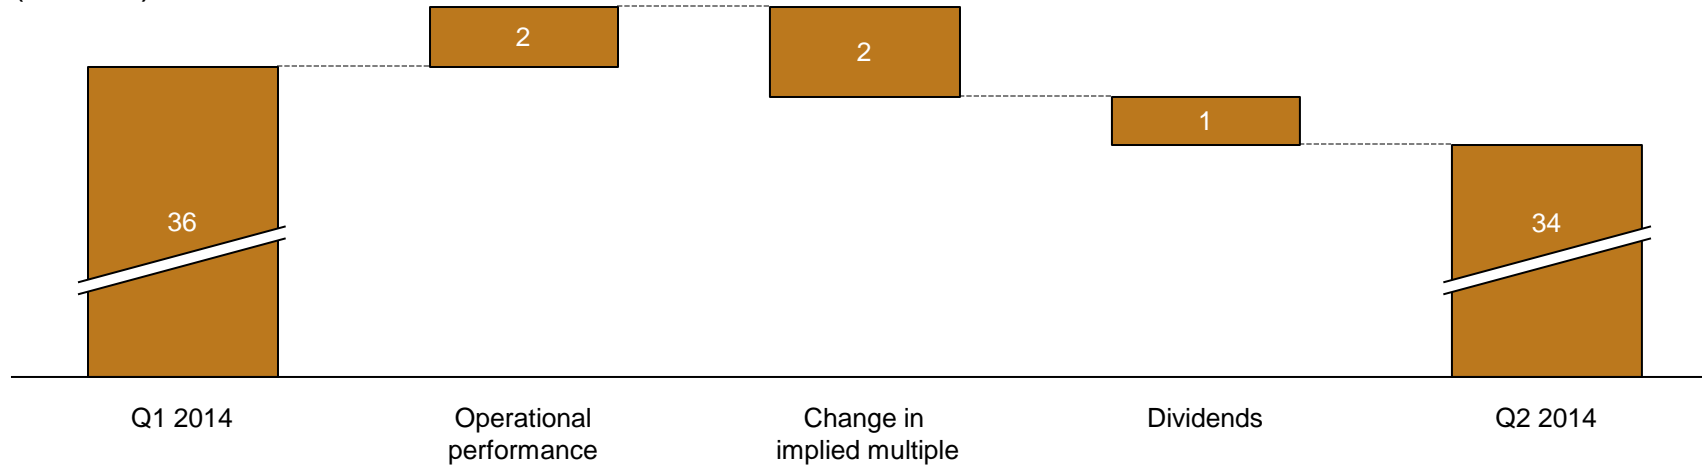 2
2
1
36
34
Q1 2014
Operational
performance
Change in
implied multiple
Dividends
Q2 2014